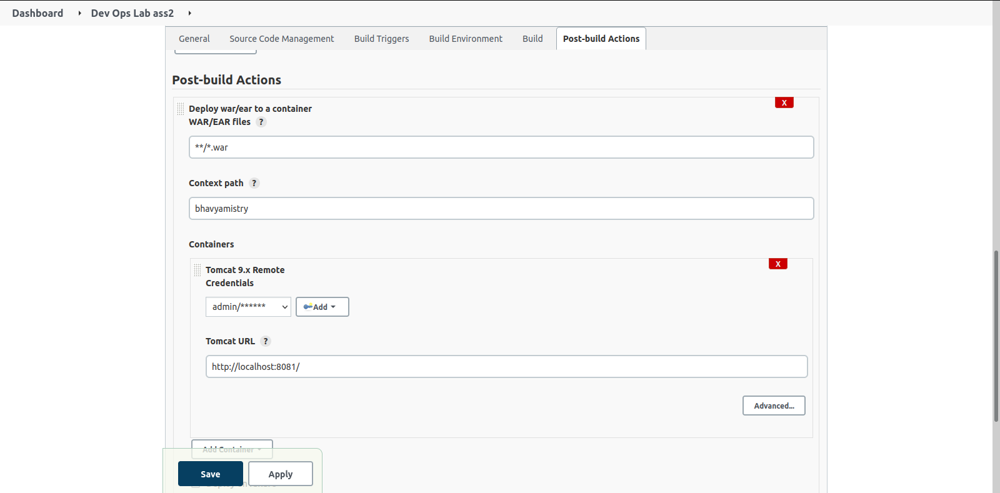 Dashboard Dev Ops Lab ass2
General Source Code Management Build Triggers Build Environment Build Post-build Actions
Post-build Actions
X
Deploy war/ear to a container
WAR/EAR files ?
**/*.war
Context path ?
bhavyamistry
Containers
X
Tomcat 9.x Remote
Credentials
admin/****** Add
Tomcat URL ?
http://localhost:8081/
Advanced...
Add Container
Save Apply